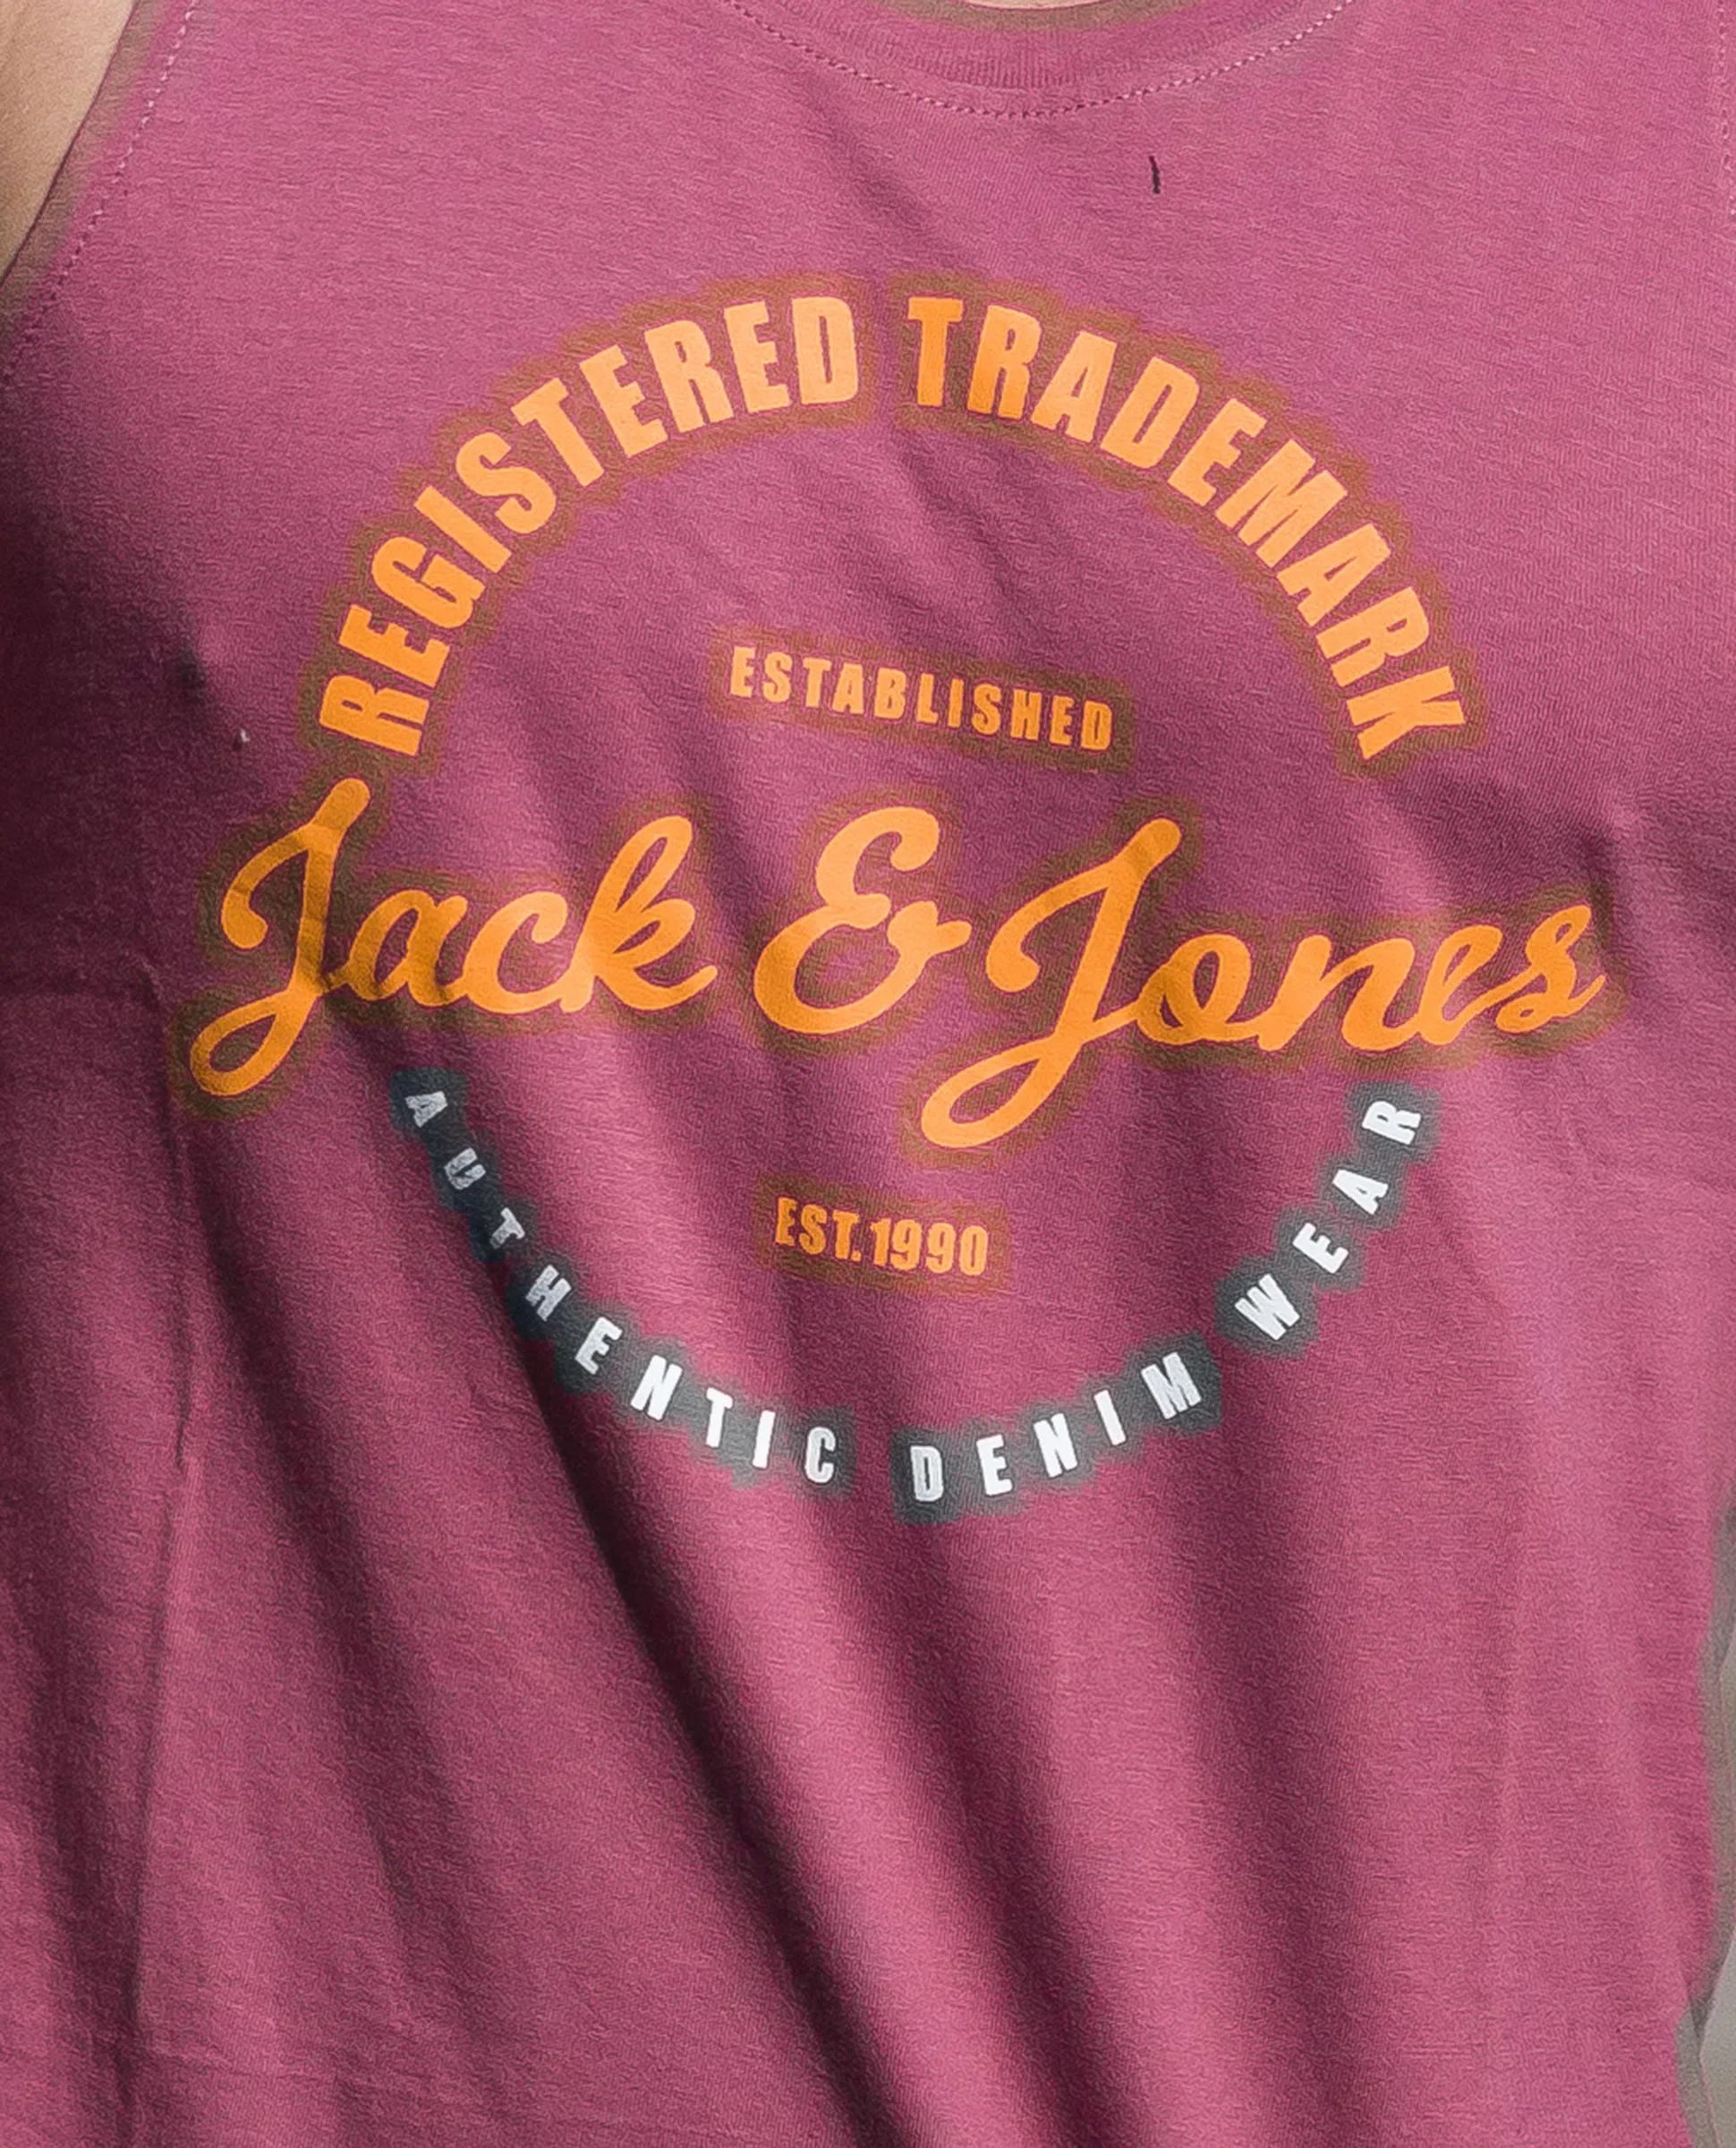 REGISTERED TRADEMARK
ESTABLISHED
Jack & Jones
EST. 1990
AUTHENTIC DENIM WEAR